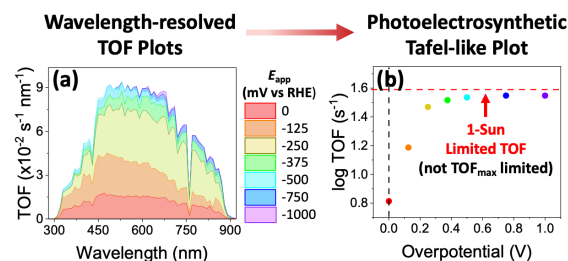 Wavelength-resolved
TOF Plots
Photoelectrosynthetic
Tafel-like Plot
(a)
TOF (x10⁻² s⁻¹ nm⁻¹)
9
6
3
0
300 450 600 750 900
Wavelength (nm)
E_app
(mV vs RHE)
0
-125
-250
-375
-500
-750
-1000
(b)
log TOF (s⁻¹)
1.6
1.4
1.2
1.0
0.8
1-Sun
Limited TOF
(not TOF_max limited)
0.0 0.2 0.4 0.6 0.8 1.0
Overpotential (V)